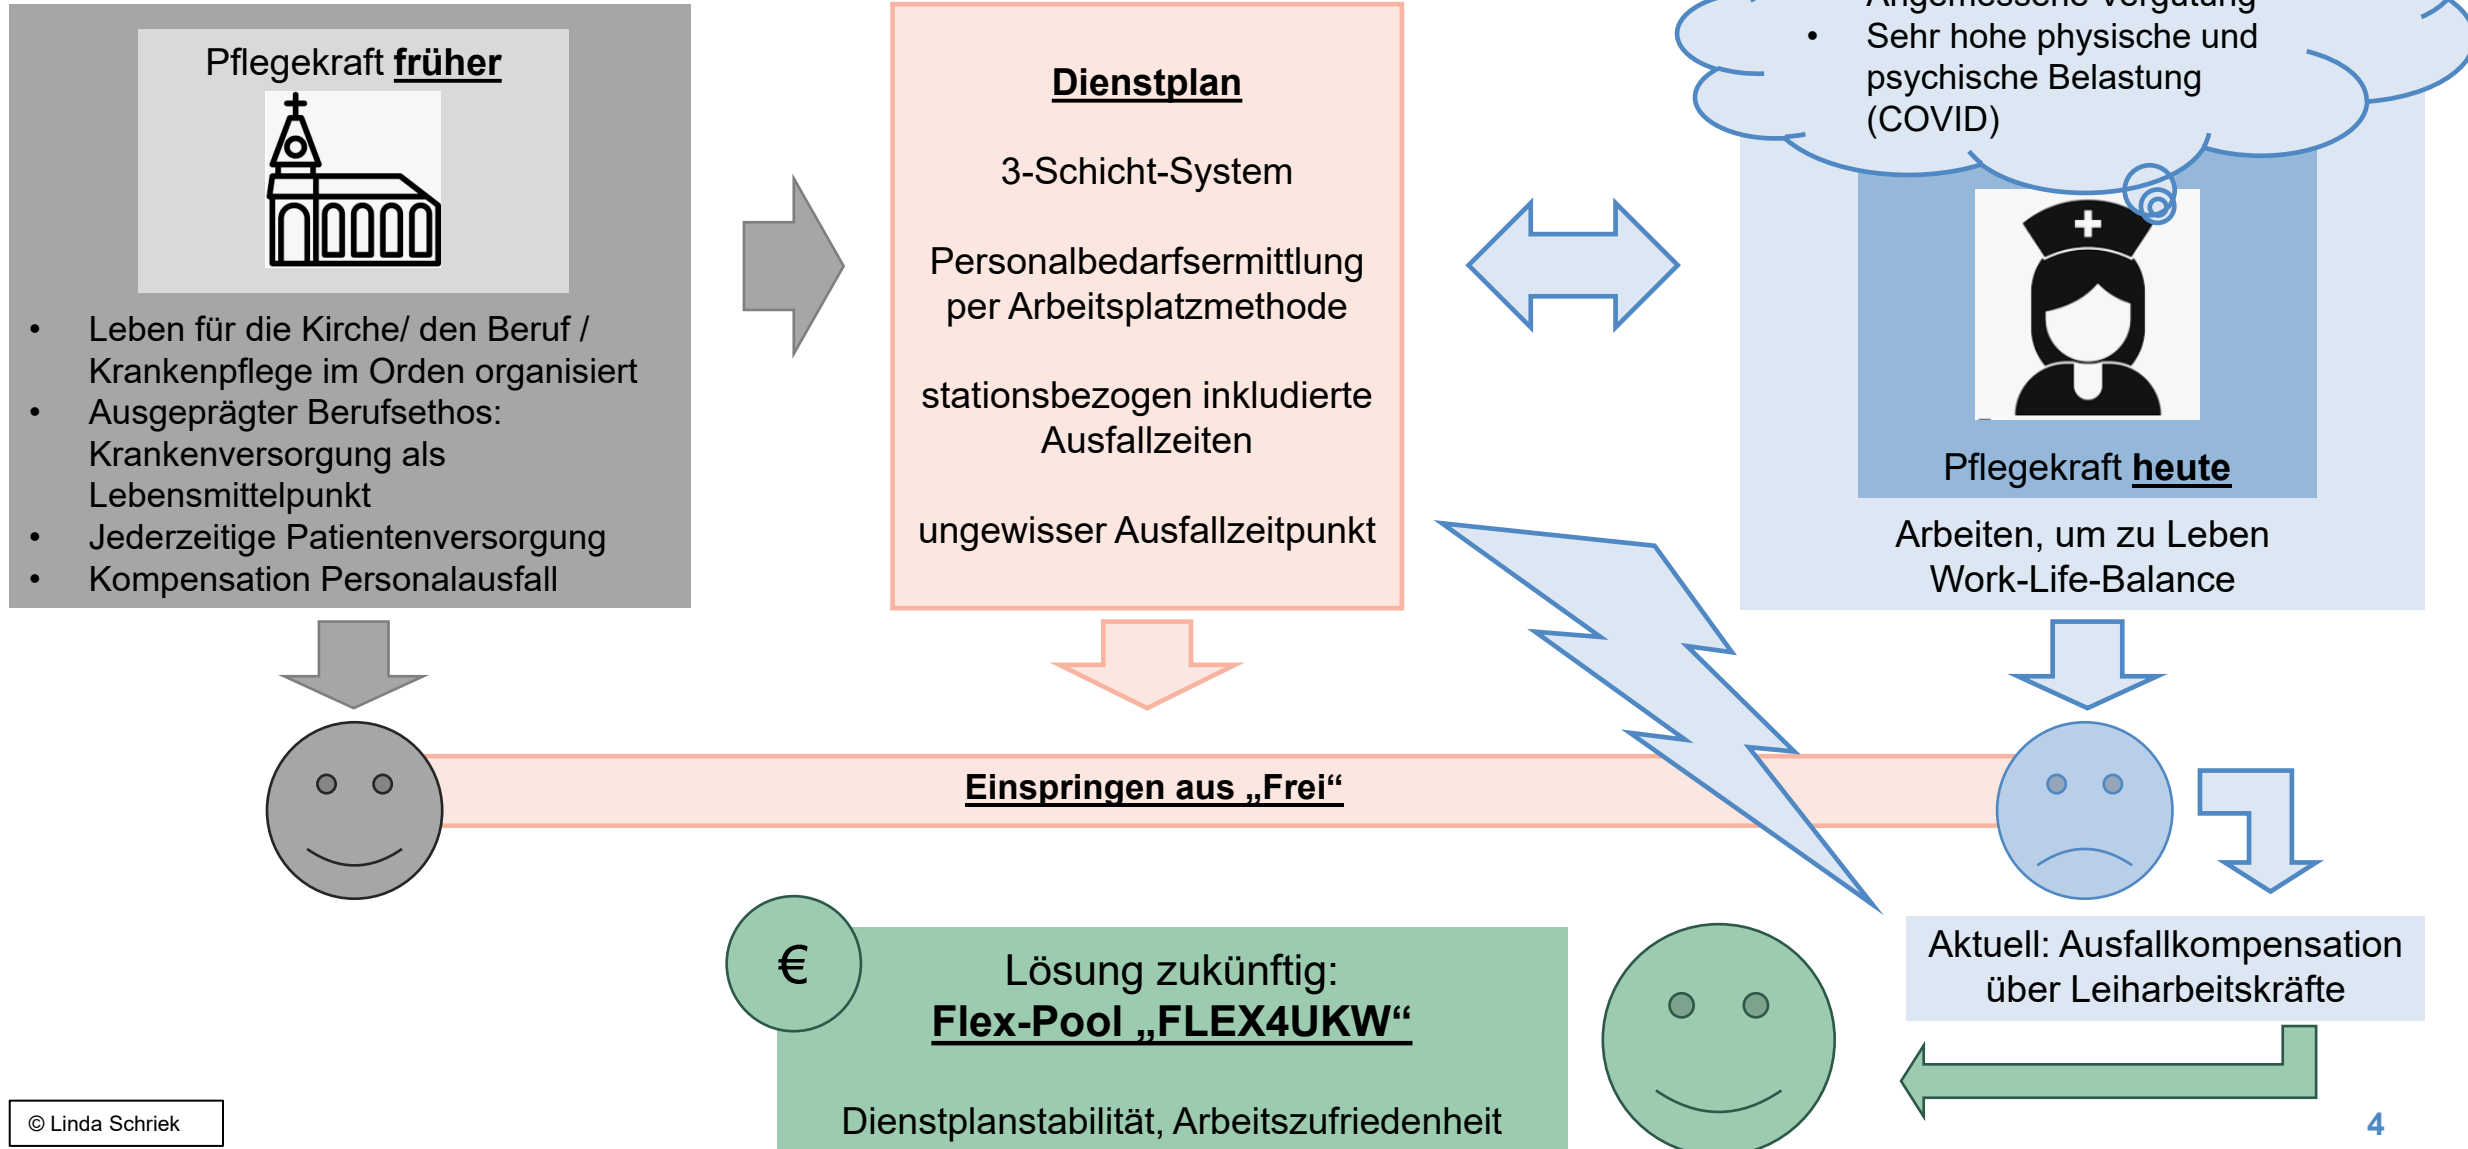 Pflegekraft früher
• Leben für die Kirche/ den Beruf /
Krankenpflege im Orden organisiert
• Ausgeprägter Berufsethos:
Krankenversorgung als
Lebensmittelpunkt
• Jederzeitige Patientenversorgung
• Kompensation Personalausfall
Dienstplan
3-Schicht-System
Personalbedarfsermittlung
per Arbeitsplatzmethode
stationsbezogen inkludierte
Ausfallzeiten
ungewisser Ausfallzeitpunkt
Angemessene Vergütung
• Sehr hohe physische und
psychische Belastung
(COVID)
Pflegekraft heute
Arbeiten, um zu Leben
Work-Life-Balance
Einspringen aus „Frei“
Aktuell: Ausfallkompensation
über Leiharbeitskräfte
€
Lösung zukünftig:
Flex-Pool „FLEX4UKW“
Dienstplanstabilität, Arbeitszufriedenheit
© Linda Schriek
4